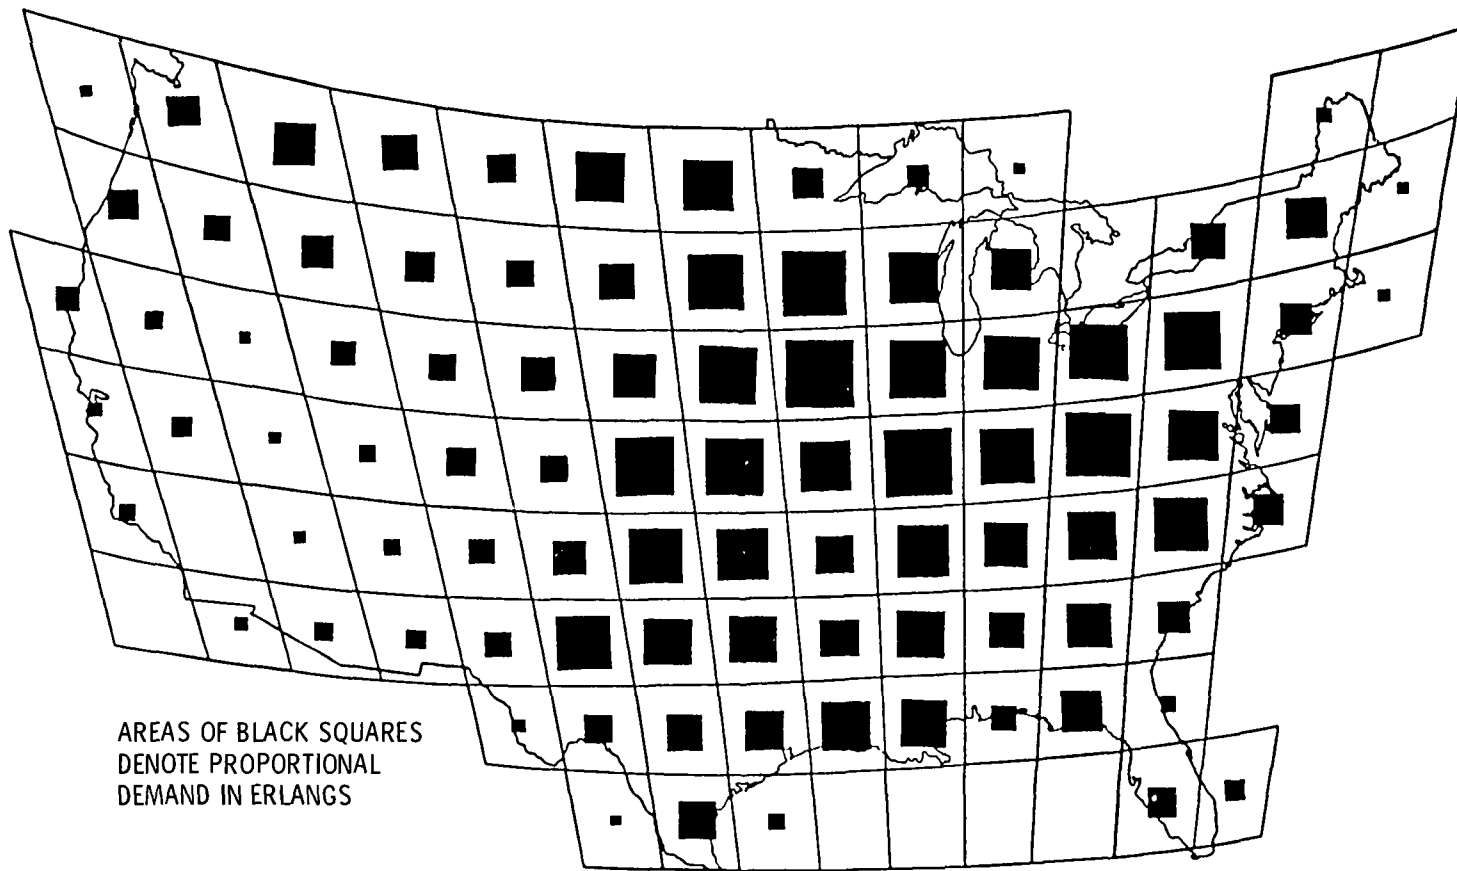 AREAS OF BLACK SQUARES
DENOTE PROPORTIONAL
DEMAND IN ERLANGS